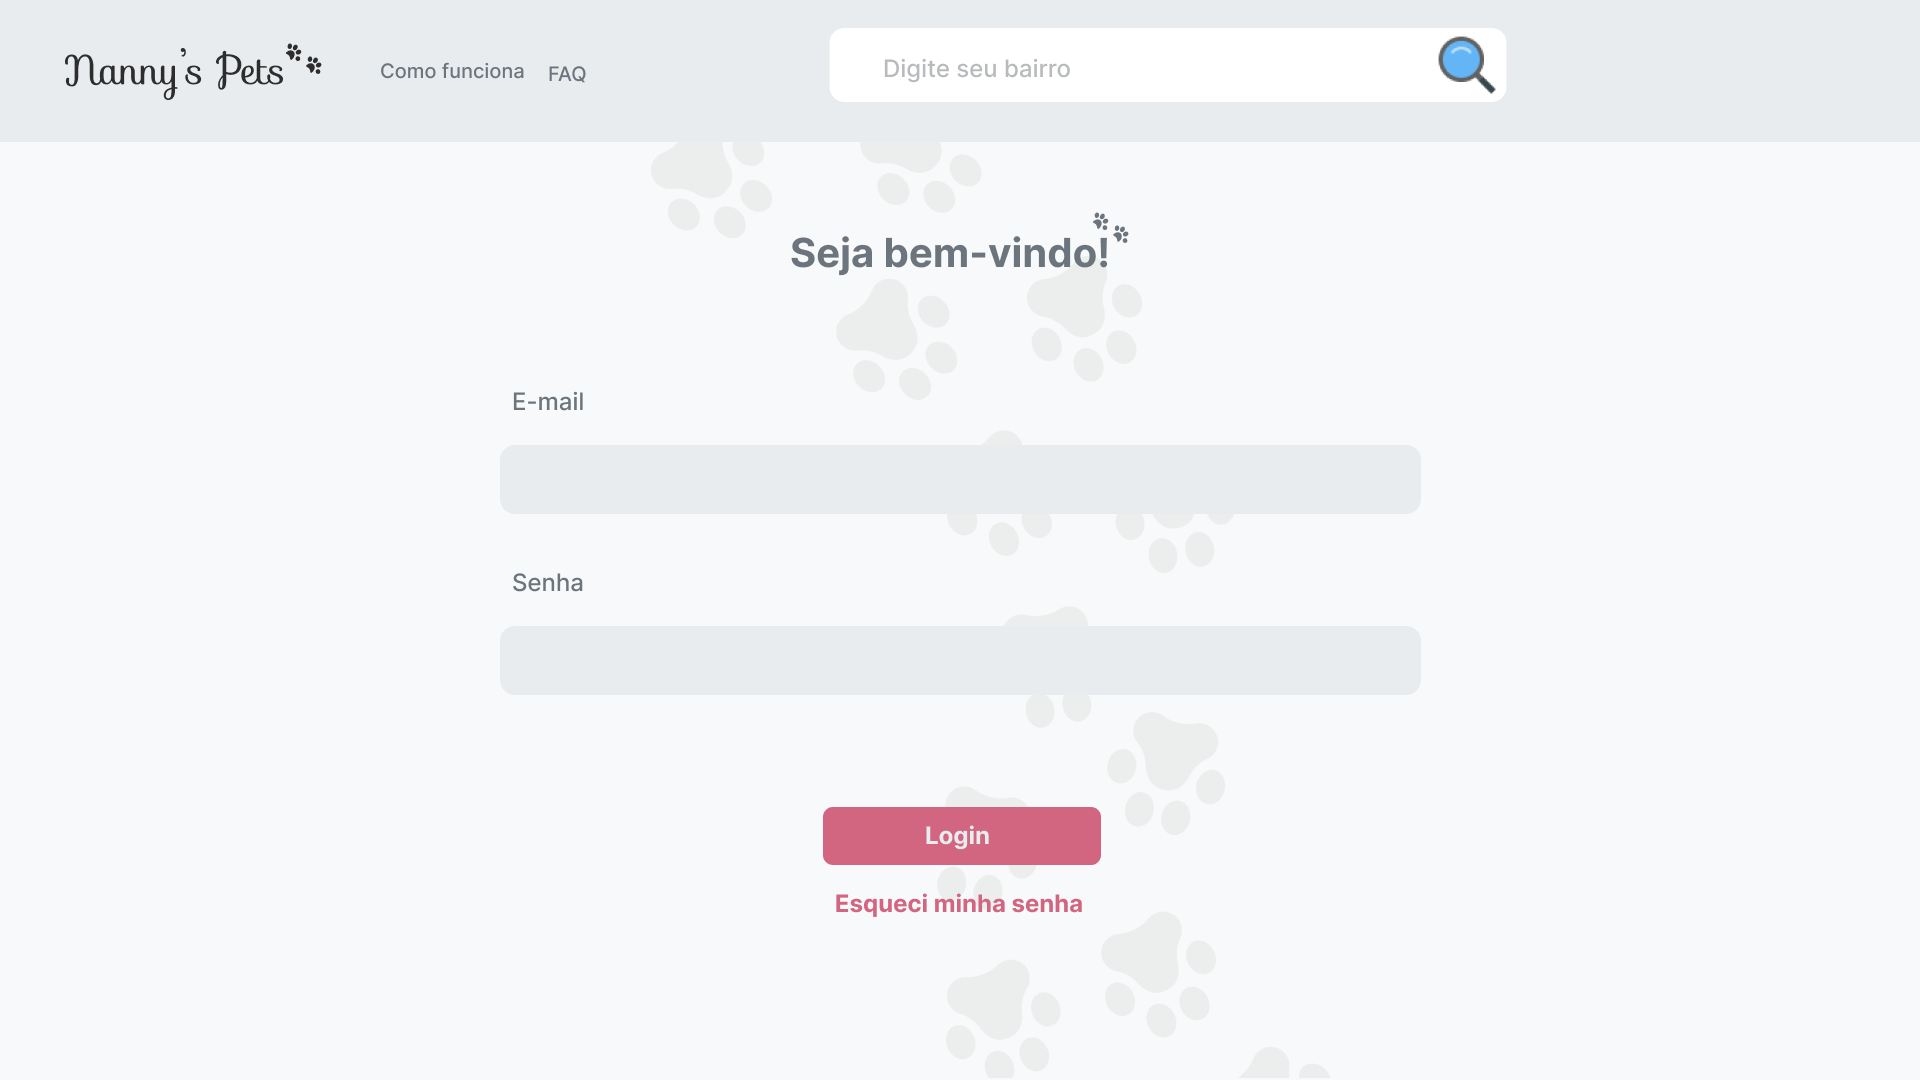 Nanny's Pets
Como funciona
FAQ
Digite seu bairro
Seja bem-vindo!
E-mail
Senha
Login
Esqueci minha senha